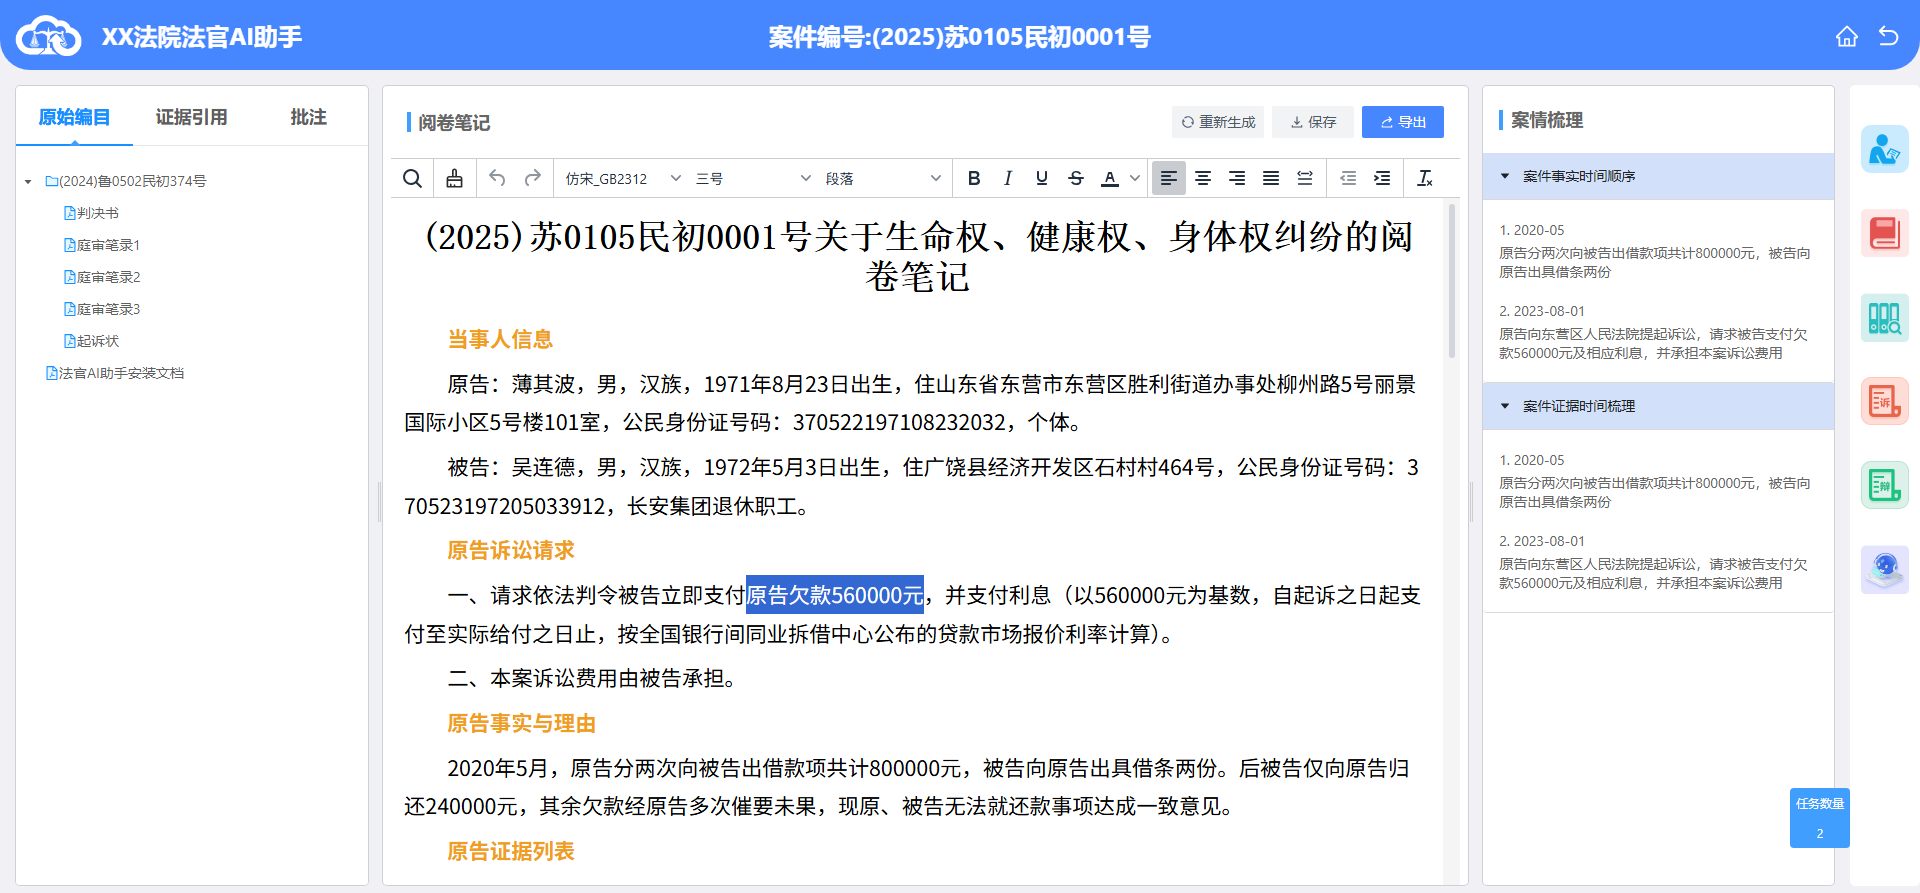 XX法院法官AI助手
案件编号:(2025)苏0105民初0001号
原始编目
证据引用
批注
(2024)鲁0502民初374号
判决书
庭审笔录1
庭审笔录2
庭审笔录3
起诉状
法官AI助手安装文档
阅卷笔记
重新生成
保存
导出
仿宋_GB2312
三号
段落
B I U S A
(2025)苏0105民初0001号关于生命权、健康权、身体权纠纷的阅
卷笔记
当事人信息
原告：薄其波，男，汉族，1971年8月23日出生，住山东省东营市东营区胜利街道办事处柳州路5号丽景
国际小区5号楼101室，公民身份证号码：370522197108232032，个体。
被告：吴连德，男，汉族，1972年5月3日出生，住广饶县经济开发区石村村464号，公民身份证号码：3
70523197205033912，长安集团退休职工。
原告诉讼请求
一、请求依法判令被告立即支付原告欠款560000元，并支付利息（以560000元为基数，自起诉之日起支
付至实际给付之日止，按全国银行间同业拆借中心公布的贷款市场报价利率计算）。
二、本案诉讼费用由被告承担。
原告事实与理由
2020年5月，原告分两次向被告出借款项共计800000元，被告向原告出具借条两份。后被告仅向原告归
还240000元，其余欠款经原告多次催要未果，现原、被告无法就还款事项达成一致意见。
原告证据列表
案情梳理
案件事实时间顺序
1. 2020-05
原告分两次向被告出借款项共计800000元，被告向
原告出具借条两份
2. 2023-08-01
原告向东营区人民法院提起诉讼，请求被告支付欠
款560000元及相应利息，并承担本案诉讼费用
案件证据时间梳理
1. 2020-05
原告分两次向被告出借款项共计800000元，被告向
原告出具借条两份
2. 2023-08-01
原告向东营区人民法院提起诉讼，请求被告支付欠
款560000元及相应利息，并承担本案诉讼费用
诉
辩
任务数量
2